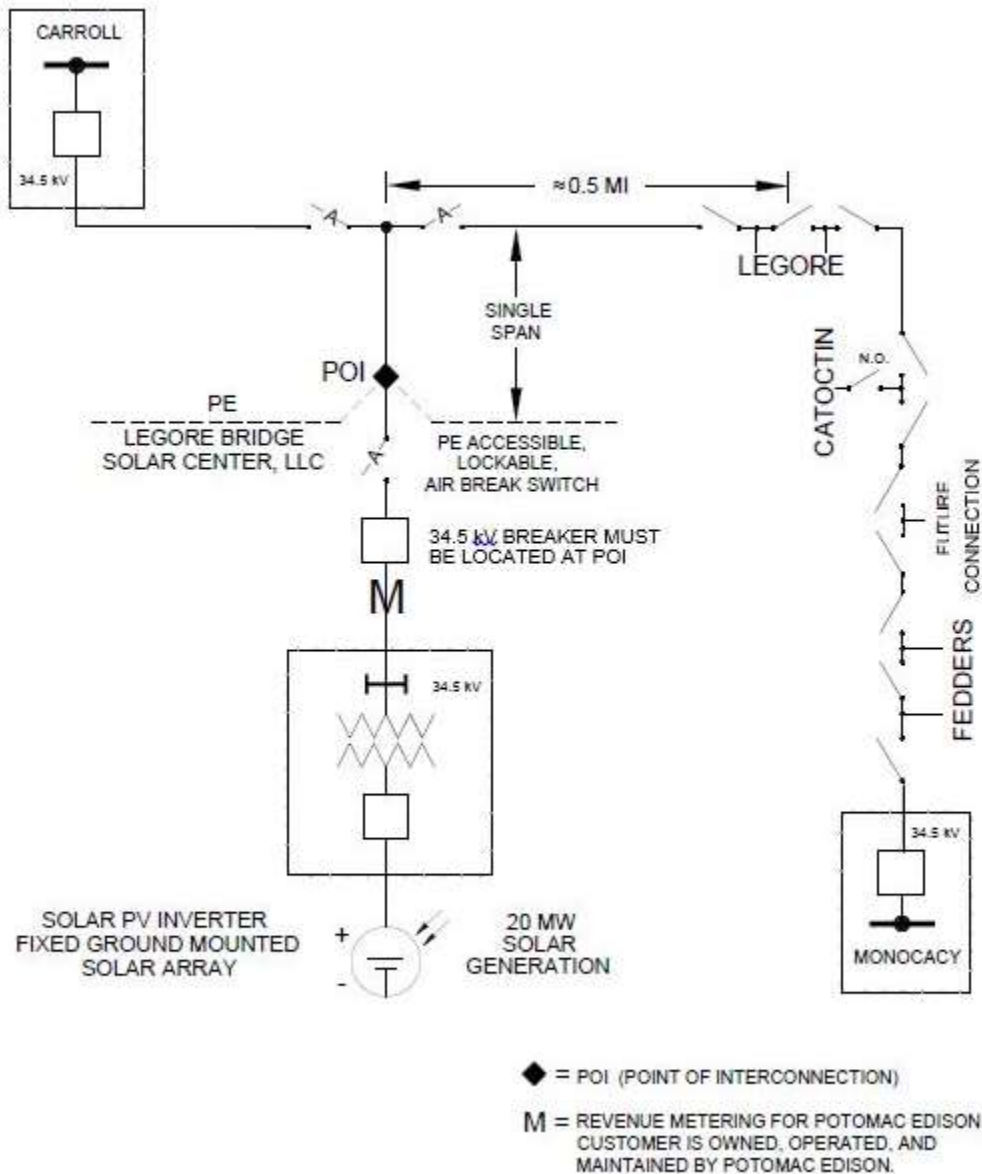 CARROLL
34.5 kV
A
A
≈0.5 MI
LEGORE
SINGLE
SPAN
POI
PE
LEGORE BRIDGE
SOLAR CENTER, LLC
A
PE ACCESSIBLE,
LOCKABLE,
AIR BREAK SWITCH
34.5 kV BREAKER MUST
BE LOCATED AT POI
M
34.5 kV
SOLAR PV INVERTER
FIXED GROUND MOUNTED
SOLAR ARRAY
+
-
20 MW
SOLAR
GENERATION
CATOCTIN
N.O.
FUTURE
CONNECTION
FEDDERS
34.5 kV
MONOCACY
◆ = POI (POINT OF INTERCONNECTION)
M = REVENUE METERING FOR POTOMAC EDISON
CUSTOMER IS OWNED, OPERATED, AND
MAINTAINED BY POTOMAC EDISON.